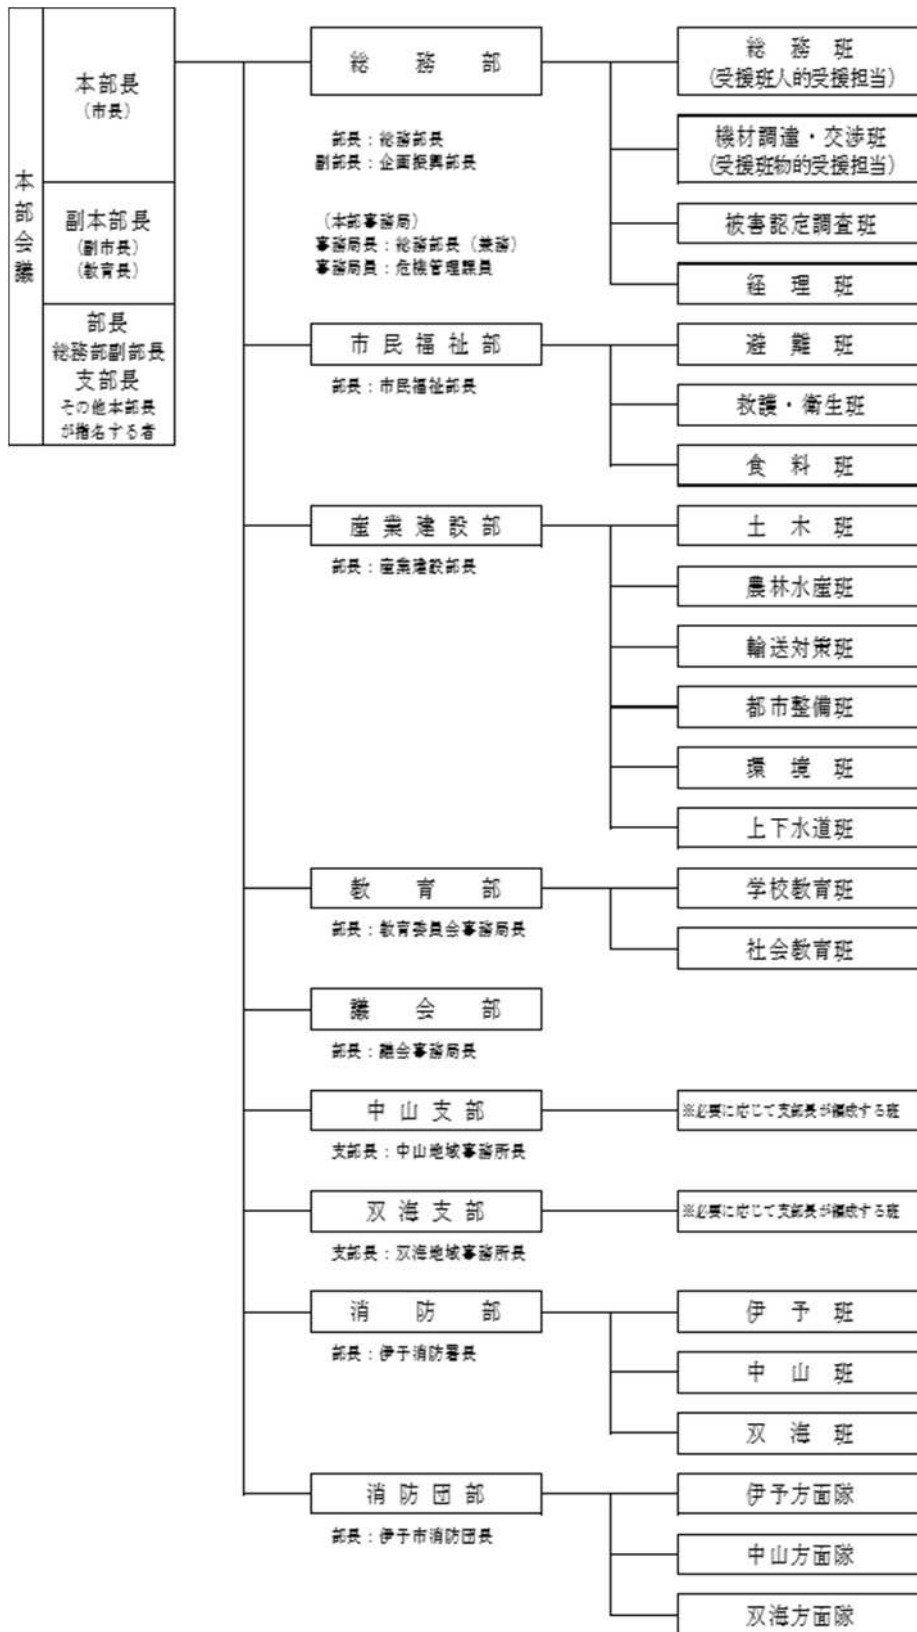 本部会議
本部長
(市長)
副本部長
(副市長)
(教育長)
部長
総務部副部長
支部長
その他本部長
が指名する者
総務部
部長：総務部長
副部長：企画振興部長
(本部事務局)
事務局長：総務部長（兼務）
事務局員：危機管理課員
総務班
(受援班人的受援担当)
機材調達・交渉班
(受援班物的受援担当)
被害認定調査班
経理班
市民福祉部
部長：市民福祉部長
避難班
救護・衛生班
食料班
産業建設部
部長：産業建設部長
土木班
農林水産班
輸送対策班
都市整備班
環境班
上下水道班
教育部
部長：教育委員会事務局長
学校教育班
社会教育班
議会部
部長：議会事務局長
中山支部
支部長：中山地域事務所長
※必要に応じて支部長が編成する班
双海支部
支部長：双海地域事務所長
※必要に応じて支部長が編成する班
消防部
部長：伊予消防署長
伊予班
中山班
双海班
消防団部
部長：伊予市消防団長
伊予方面隊
中山方面隊
双海方面隊